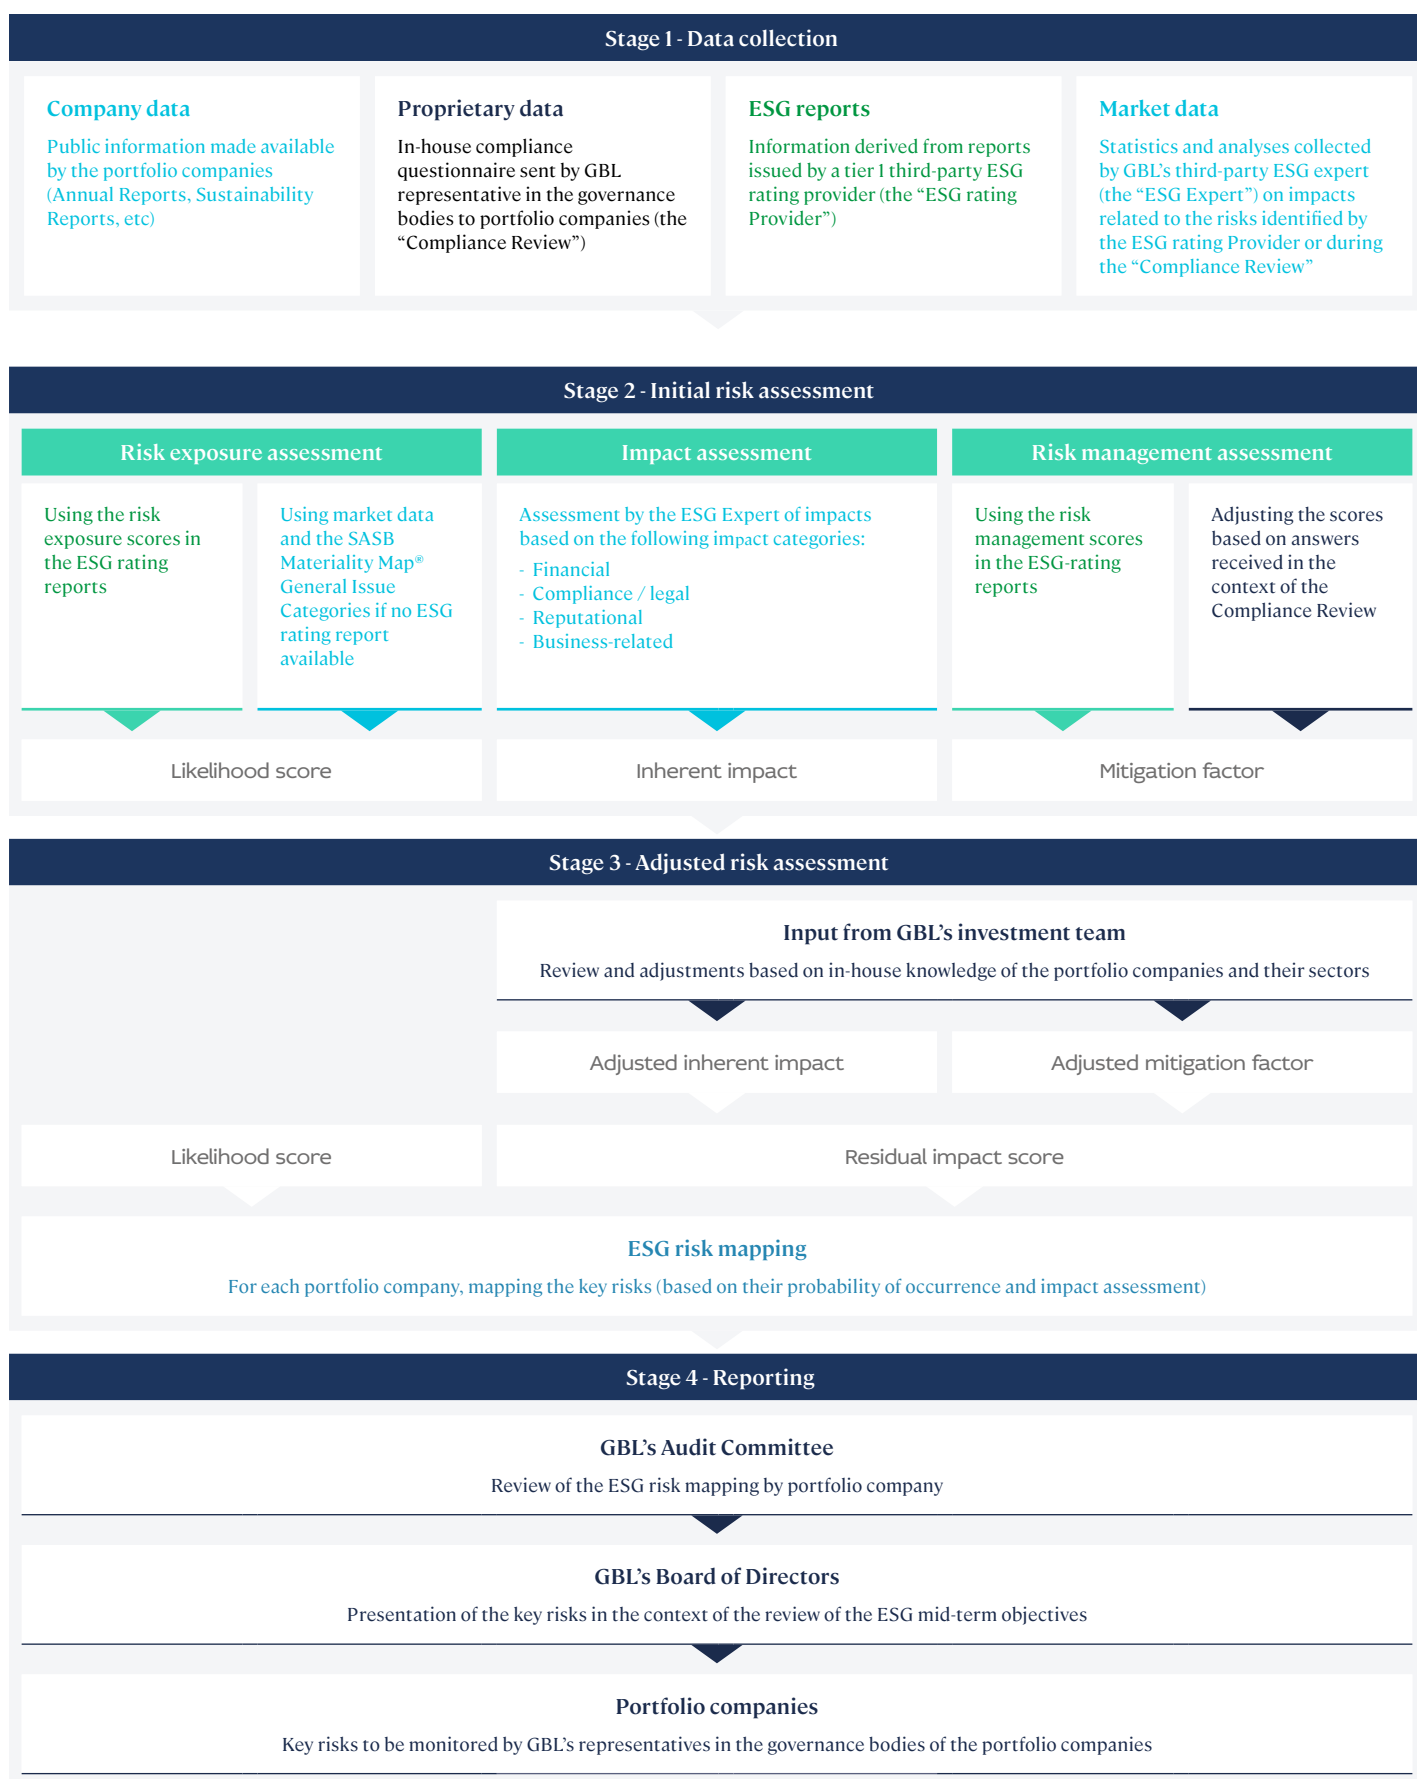 Stage 1 - Data collection
Company data
Public information made available
by the portfolio companies
(Annual Reports, Sustainability
Reports, etc)
Proprietary data
In-house compliance
questionnaire sent by GBL
representative in the governance
bodies to portfolio companies (the
“Compliance Review”)
ESG reports
Information derived from reports
issued by a tier 1 third-party ESG
rating provider (the “ESG rating
Provider”)
Market data
Statistics and analyses collected
by GBL’s third-party ESG expert
(the “ESG Expert”) on impacts
related to the risks identified by
the ESG rating Provider or during
the “Compliance Review”
Stage 2 - Initial risk assessment
Risk exposure assessment
Using the risk
exposure scores in
the ESG rating
reports
Using market data
and the SASB
Materiality Map®
General Issue
Categories if no ESG
rating report
available
Likelihood score
Impact assessment
Assessment by the ESG Expert of impacts
based on the following impact categories:
- Financial
- Compliance / legal
- Reputational
- Business-related
Inherent impact
Risk management assessment
Using the risk
management scores
in the ESG-rating
reports
Adjusting the scores
based on answers
received in the
context of the
Compliance Review
Mitigation factor
Stage 3 - Adjusted risk assessment
Input from GBL’s investment team
Review and adjustments based on in-house knowledge of the portfolio companies and their sectors
Adjusted inherent impact
Adjusted mitigation factor
Likelihood score
Residual impact score
ESG risk mapping
For each portfolio company, mapping the key risks (based on their probability of occurrence and impact assessment)
Stage 4 - Reporting
GBL’s Audit Committee
Review of the ESG risk mapping by portfolio company
GBL’s Board of Directors
Presentation of the key risks in the context of the review of the ESG mid-term objectives
Portfolio companies
Key risks to be monitored by GBL’s representatives in the governance bodies of the portfolio companies